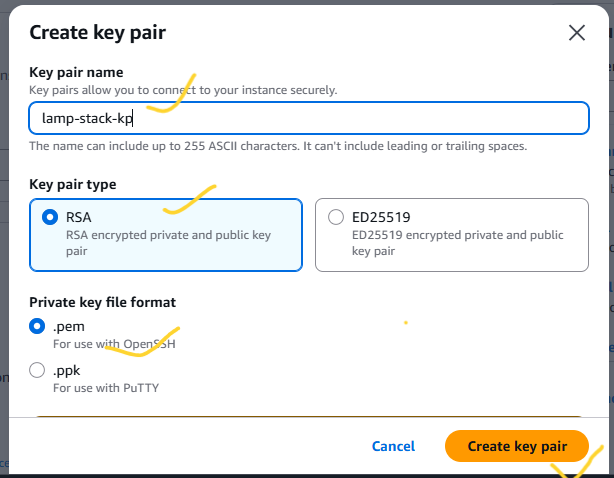 Create key pair
Key pair name
Key pairs allow you to connect to your instance securely.
lamp-stack-kp
The name can include up to 255 ASCII characters. It can't include leading or trailing spaces.
Key pair type
RSA
RSA encrypted private and public key
pair
ED25519
ED25519 encrypted private and public
key pair
Private key file format
.pem
For use with OpenSSH
.ppk
For use with PuTTY
Cancel
Create key pair